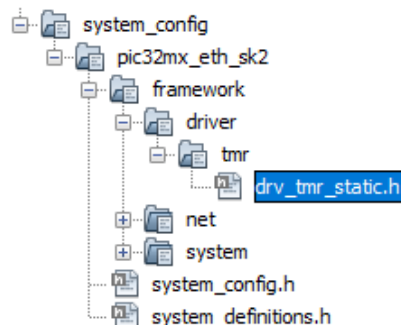 system_config
pic32mx_eth_sk2
framework
driver
tmr
drv_tmr_static.h
net
system
system_config.h
system_definitions.h